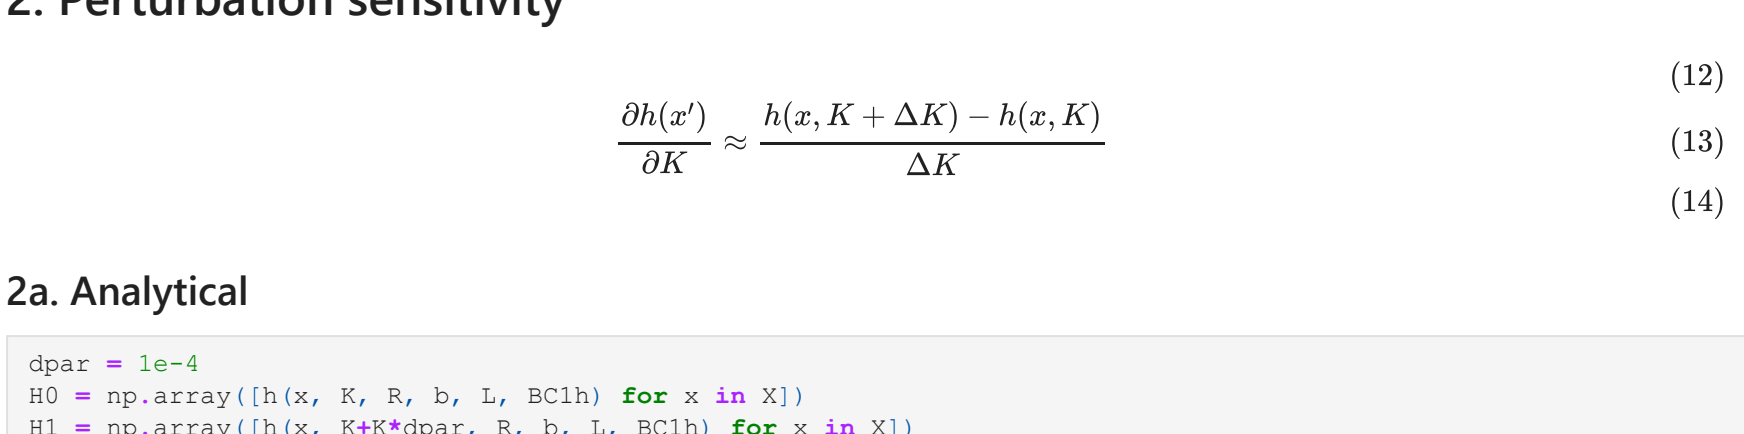 2. Perturbation sensitivity
(12)
∂h(x′)/∂K ≈ (h(x, K + ΔK) − h(x, K))/ΔK (13)
(14)
2a. Analytical
dpar = 1e-4
H0 = np.array([h(x, K, R, b, L, BC1h) for x in X])
H1 = np.array([h(x, K+K*dpar, R, b, L, BC1h) for x in X])